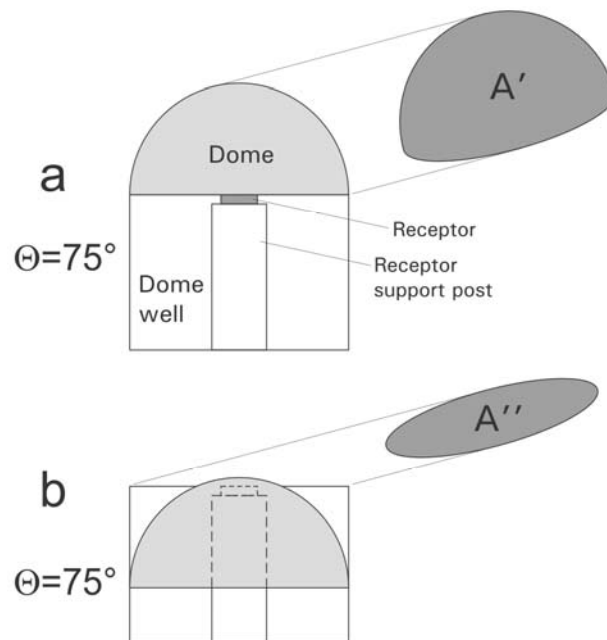 A′
Dome
a
Receptor
Θ=75°
Receptor
support post
Dome
well
A′′
b
Θ=75°